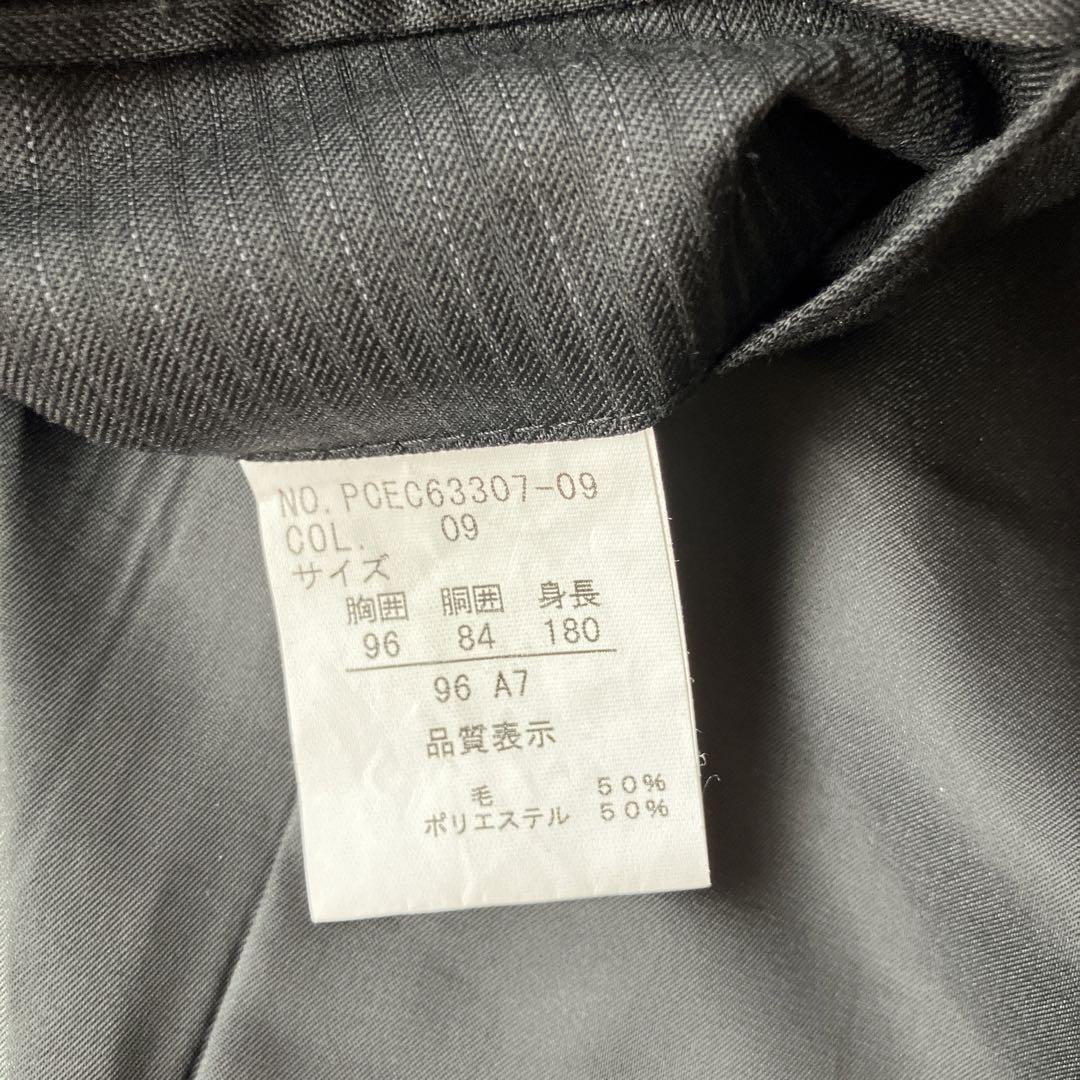 NO. PCEC63307-09
COL. 09
サイズ
胸囲 胴囲 身長
96 84 180
96 A7
品質表示
毛 50%
ポリエステル 50%